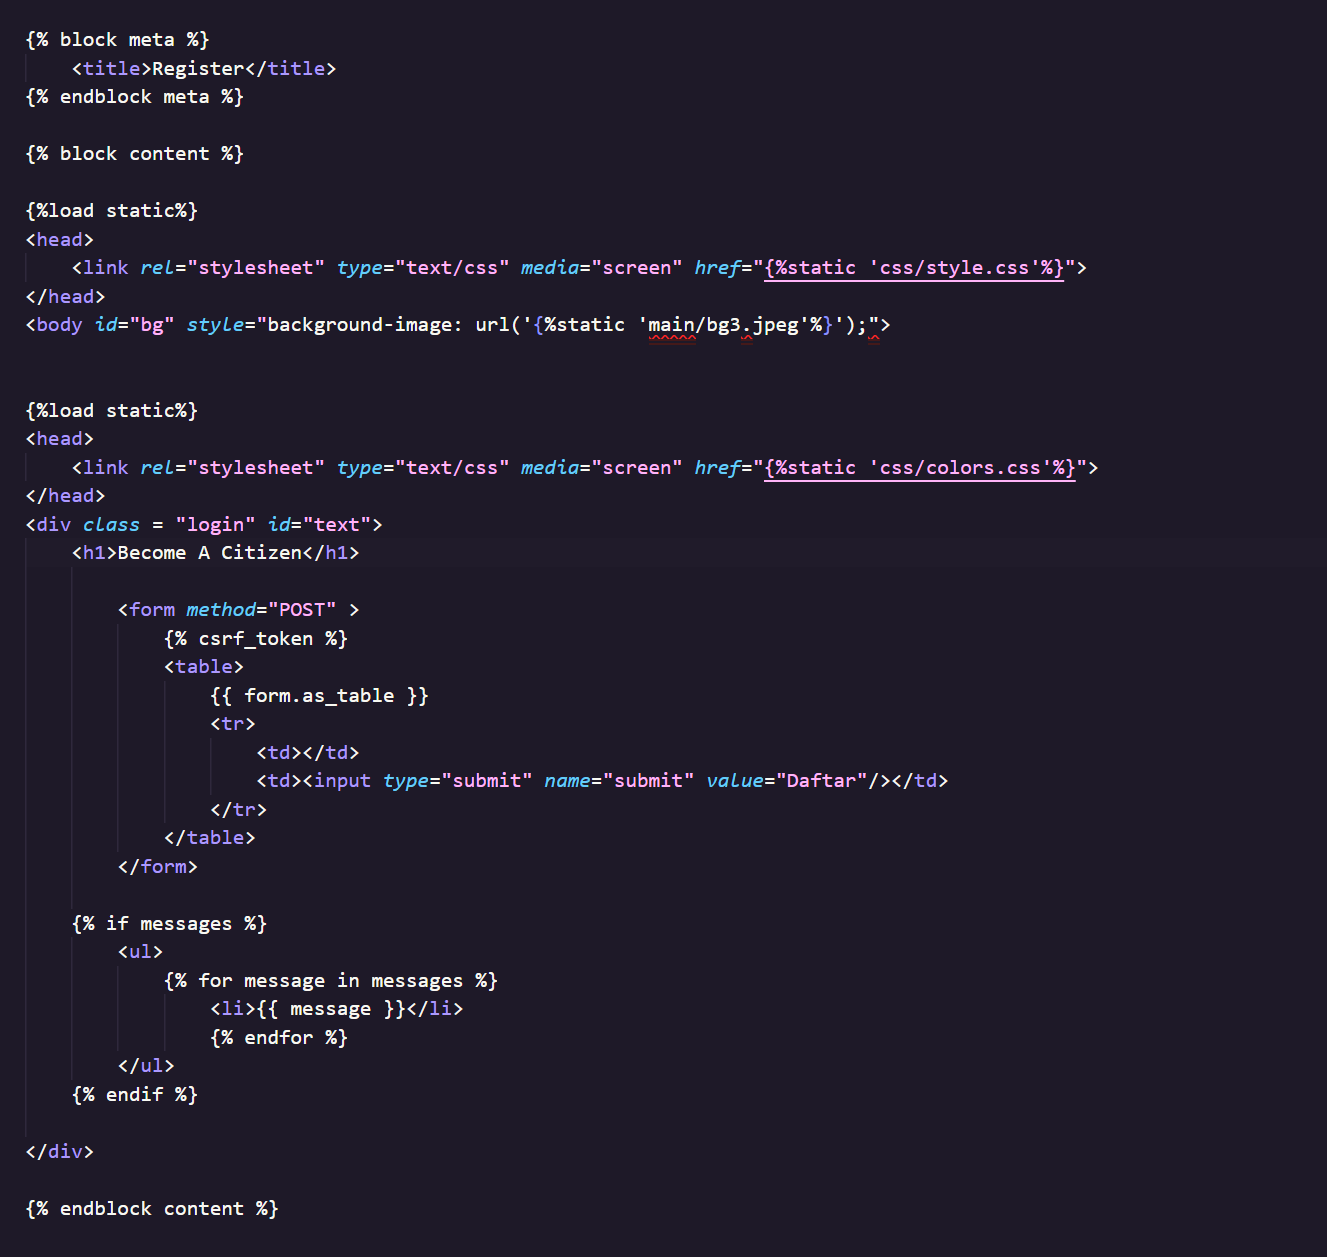 {% block meta %}
    <title>Register</title>
{% endblock meta %}

{% block content %}

{%load static%}
<head>
    <link rel="stylesheet" type="text/css" media="screen" href="{%static 'css/style.css'%}">
</head>
<body id="bg" style="background-image: url('{%static 'main/bg3.jpeg'%}');">


{%load static%}
<head>
    <link rel="stylesheet" type="text/css" media="screen" href="{%static 'css/colors.css'%}">
</head>
<div class = "login" id="text">
    <h1>Become A Citizen</h1>

        <form method="POST" >
            {% csrf_token %}
            <table>
                {{ form.as_table }}
                <tr>
                    <td></td>
                    <td><input type="submit" name="submit" value="Daftar"/></td>
                </tr>
            </table>
        </form>

    {% if messages %}
        <ul>
            {% for message in messages %}
                <li>{{ message }}</li>
                {% endfor %}
        </ul>
    {% endif %}

</div>

{% endblock content %}